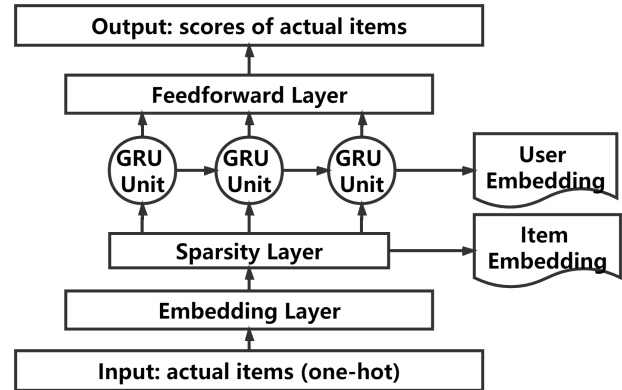 Output: scores of actual items
Feedforward Layer
GRU
Unit
GRU
Unit
GRU
Unit
User
Embedding
Sparsity Layer
Item
Embedding
Embedding Layer
Input: actual items (one-hot)